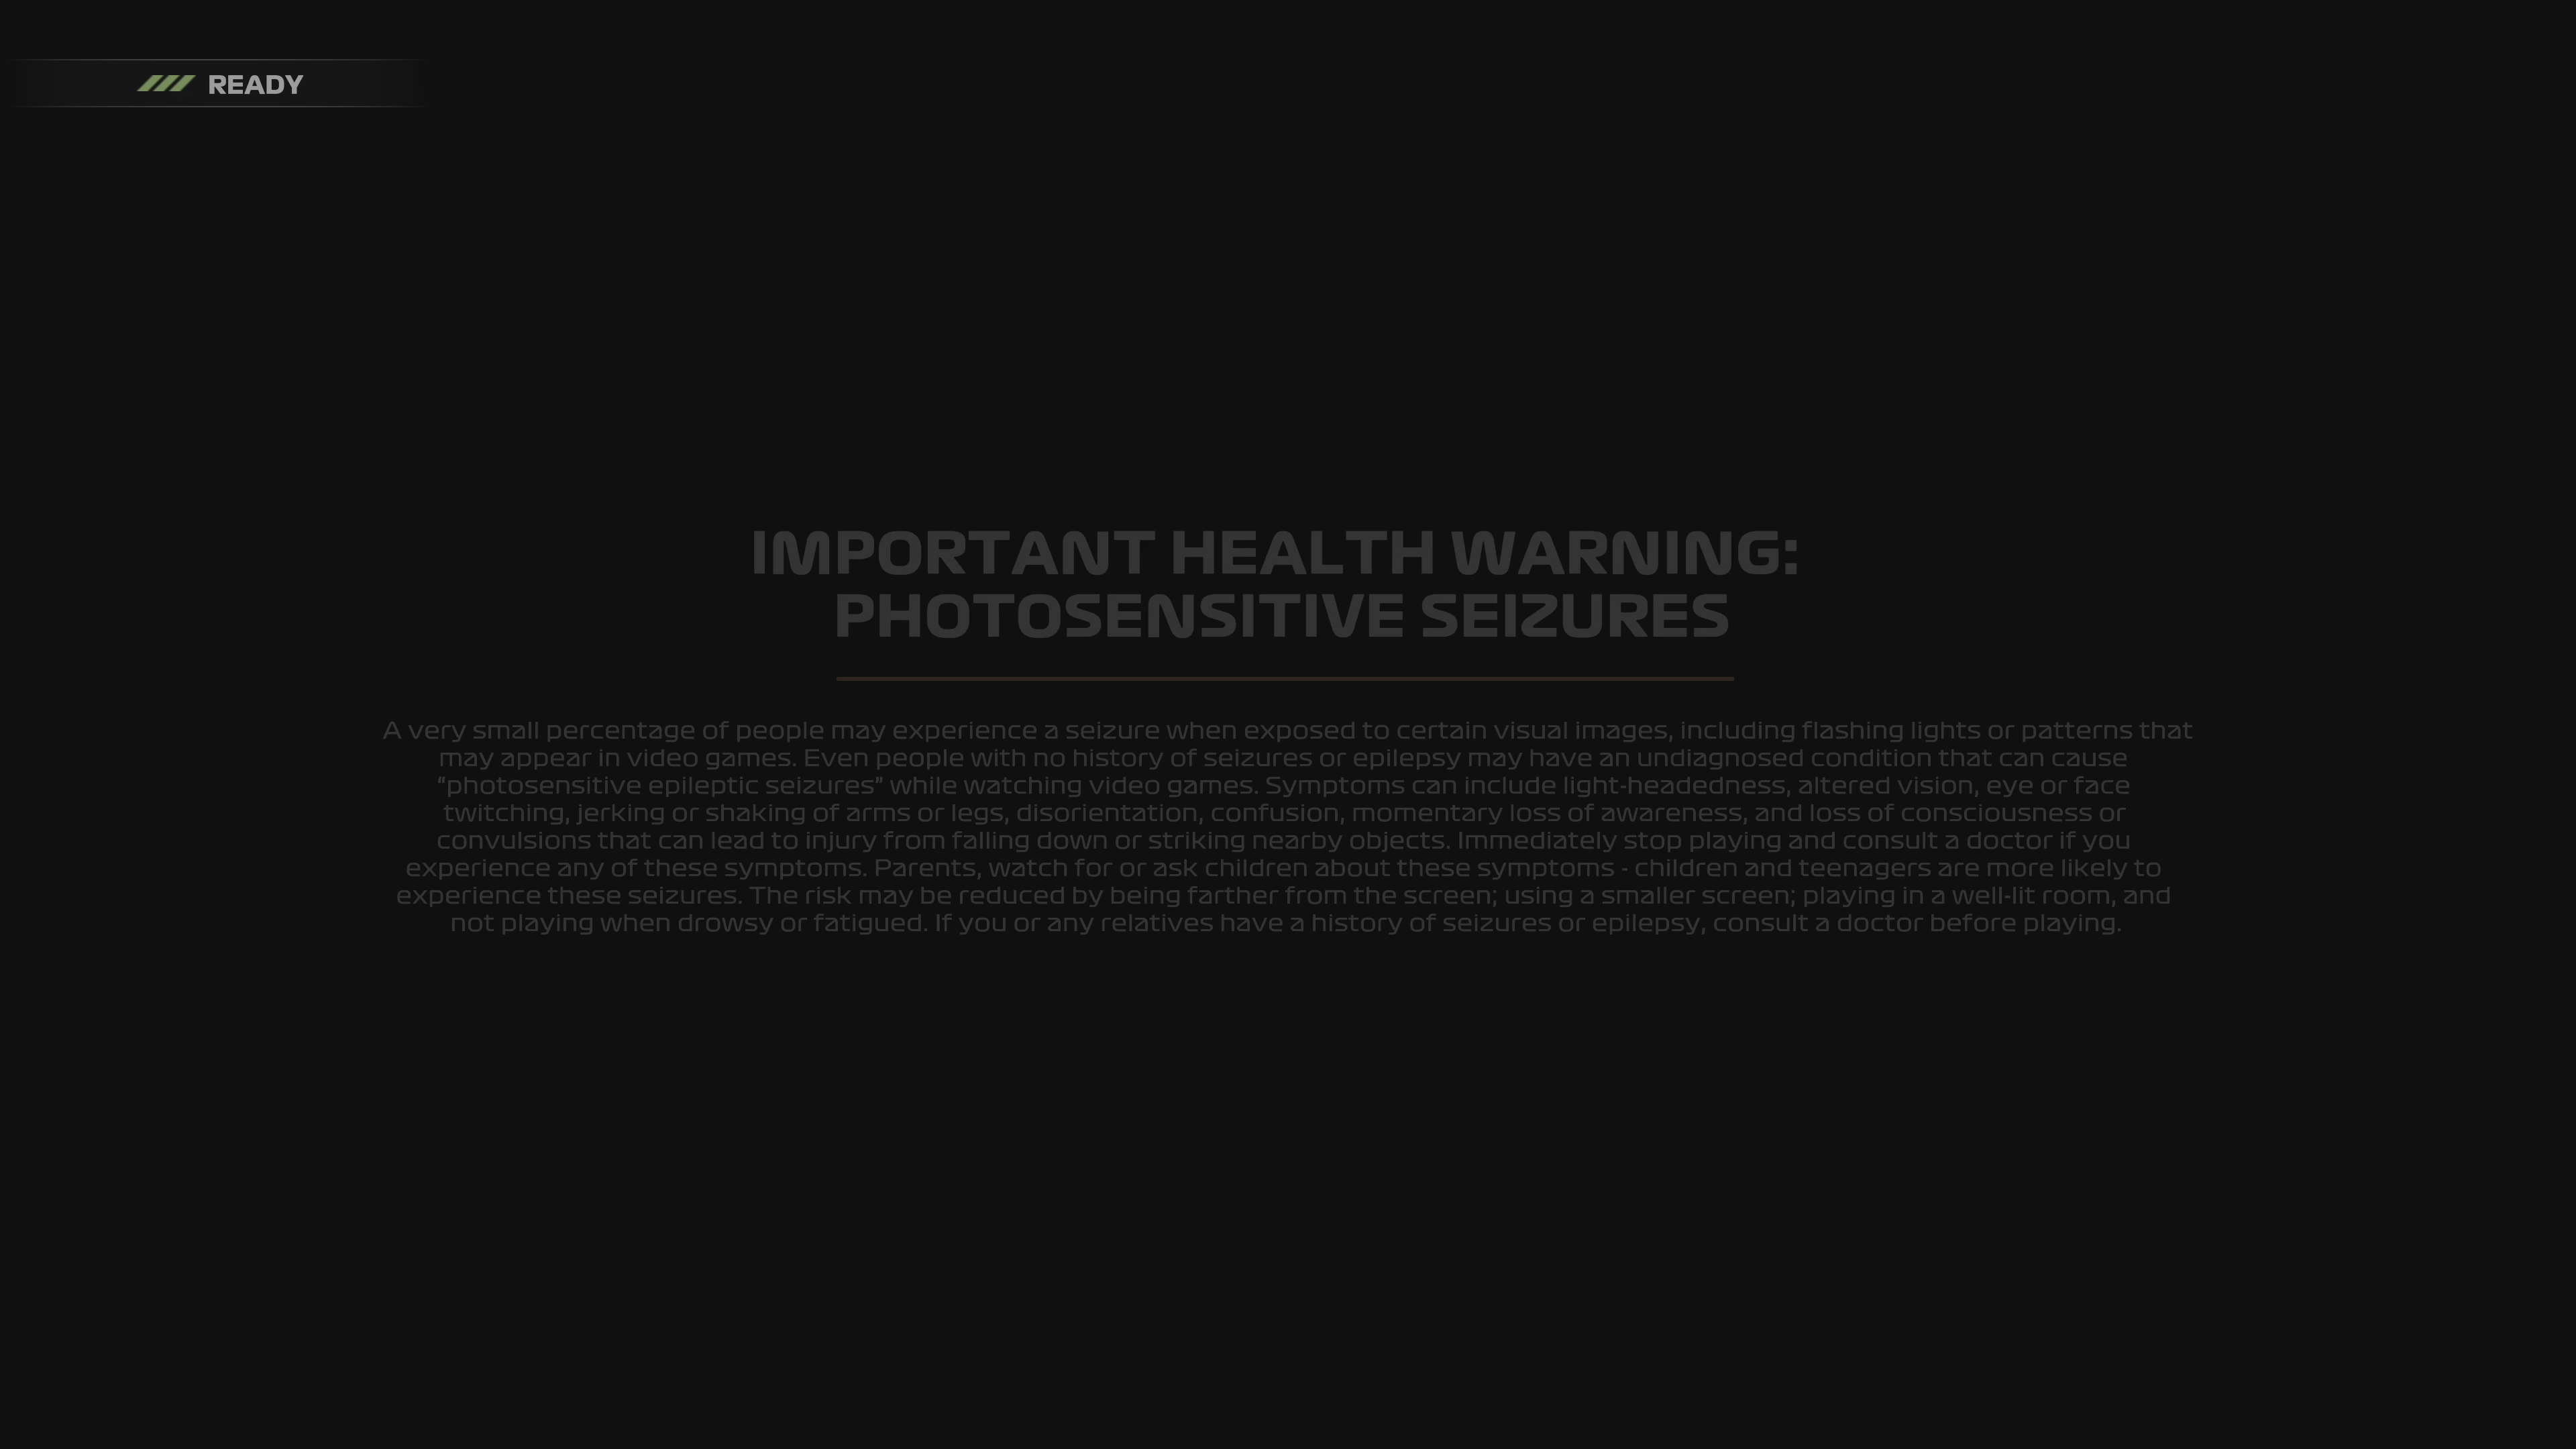 READY
IMPORTANT HEALTH WARNING:
PHOTOSENSITIVE SEIZURES
A very small percentage of people may experience a seizure when exposed to certain visual images, including flashing lights or patterns that
may appear in video games. Even people with no history of seizures or epilepsy may have an undiagnosed condition that can cause
“photosensitive epileptic seizures” while watching video games. Symptoms can include light-headedness, altered vision, eye or face
twitching, jerking or shaking of arms or legs, disorientation, confusion, momentary loss of awareness, and loss of consciousness or
convulsions that can lead to injury from falling down or striking nearby objects. Immediately stop playing and consult a doctor if you
experience any of these symptoms. Parents, watch for or ask children about these symptoms - children and teenagers are more likely to
experience these seizures. The risk may be reduced by being farther from the screen; using a smaller screen; playing in a well-lit room, and
not playing when drowsy or fatigued. If you or any relatives have a history of seizures or epilepsy, consult a doctor before playing.